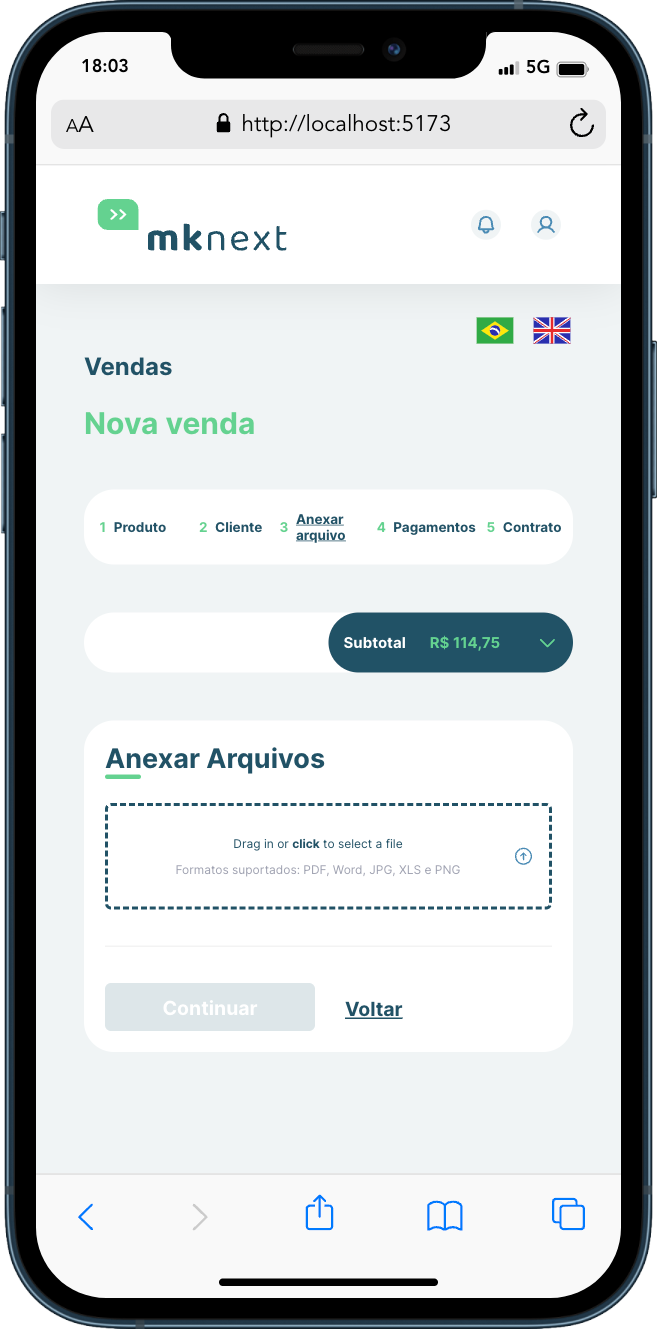 18:03
5G
AA
http://localhost:5173
mknext
Vendas
Nova venda
1 Produto 2 Cliente 3 Anexar arquivo 4 Pagamentos 5 Contrato
Subtotal R$ 114,75
Anexar Arquivos
Drag in or click to select a file
Formatos suportados: PDF, Word, JPG, XLS e PNG
Continuar
Voltar